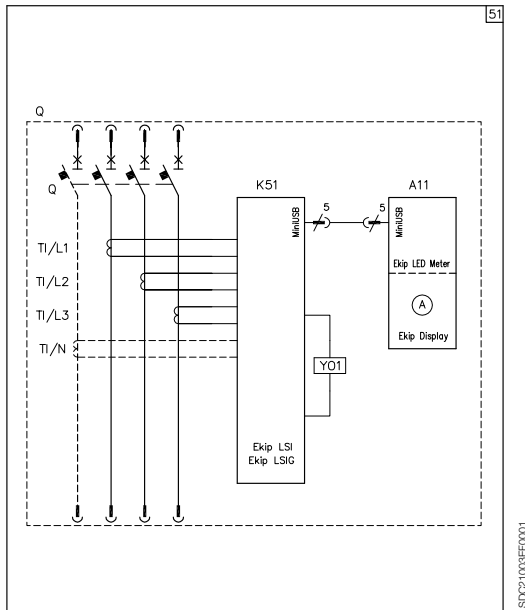 51
Q
Q
K51
A11
5
5
MiniUSB
MiniUSB
TI/L1
Ekip LED Meter
TI/L2
A
TI/L3
Ekip Display
TI/N
YO1
Ekip LSI
Ekip LSIG
SDC21003EF0001